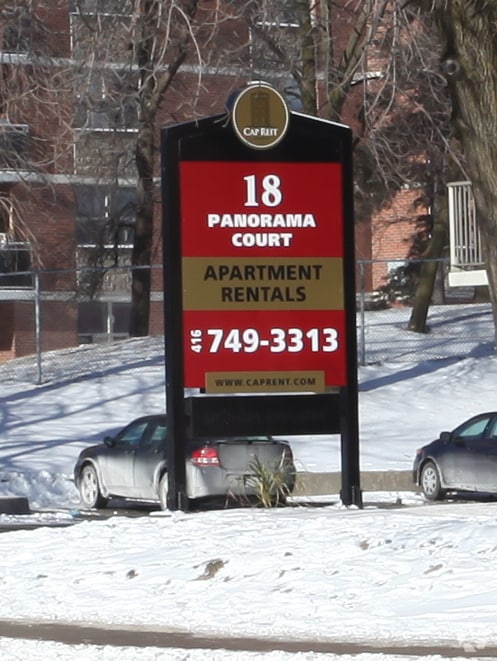 CAP REIT
18
PANORAMA
COURT
APARTMENT
RENTALS
416 749-3313
WWW.CAPRENT.COM